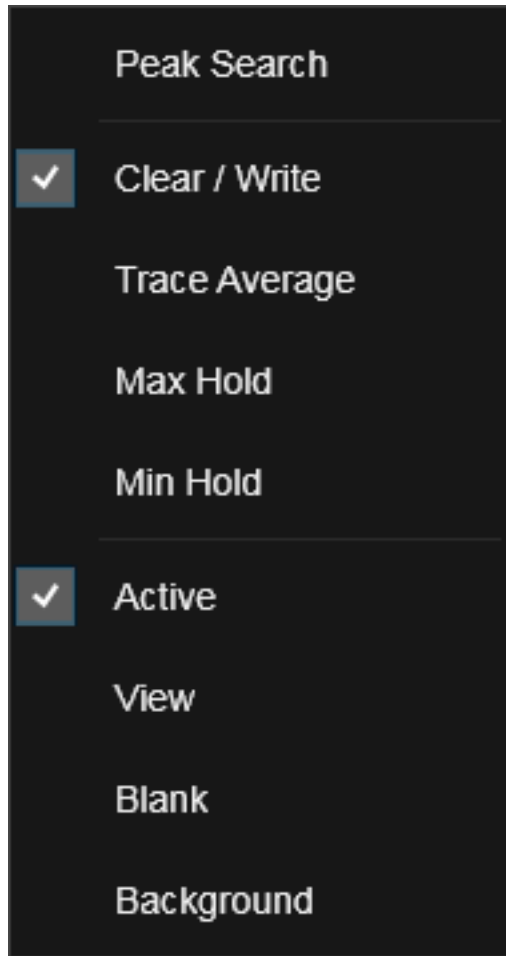 Peak Search
Clear / Write
Trace Average
Max Hold
Min Hold
Active
View
Blank
Background